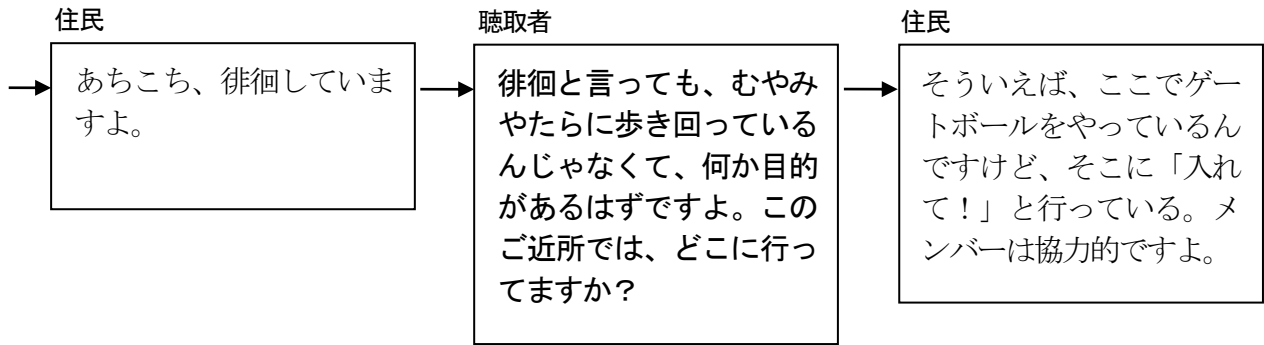 住民
あちこち、徘徊していま
すよ。
聴取者
徘徊と言っても、むやみ
やたらに歩き回っている
んじゃなくて、何か目的
があるはずですよ。この
ご近所では、どこに行っ
てますか？
住民
そういえば、ここでゲー
トボールをやっているん
ですけど、そこに「入れ
て！」と行っている。メ
ンバーは協力的ですよ。